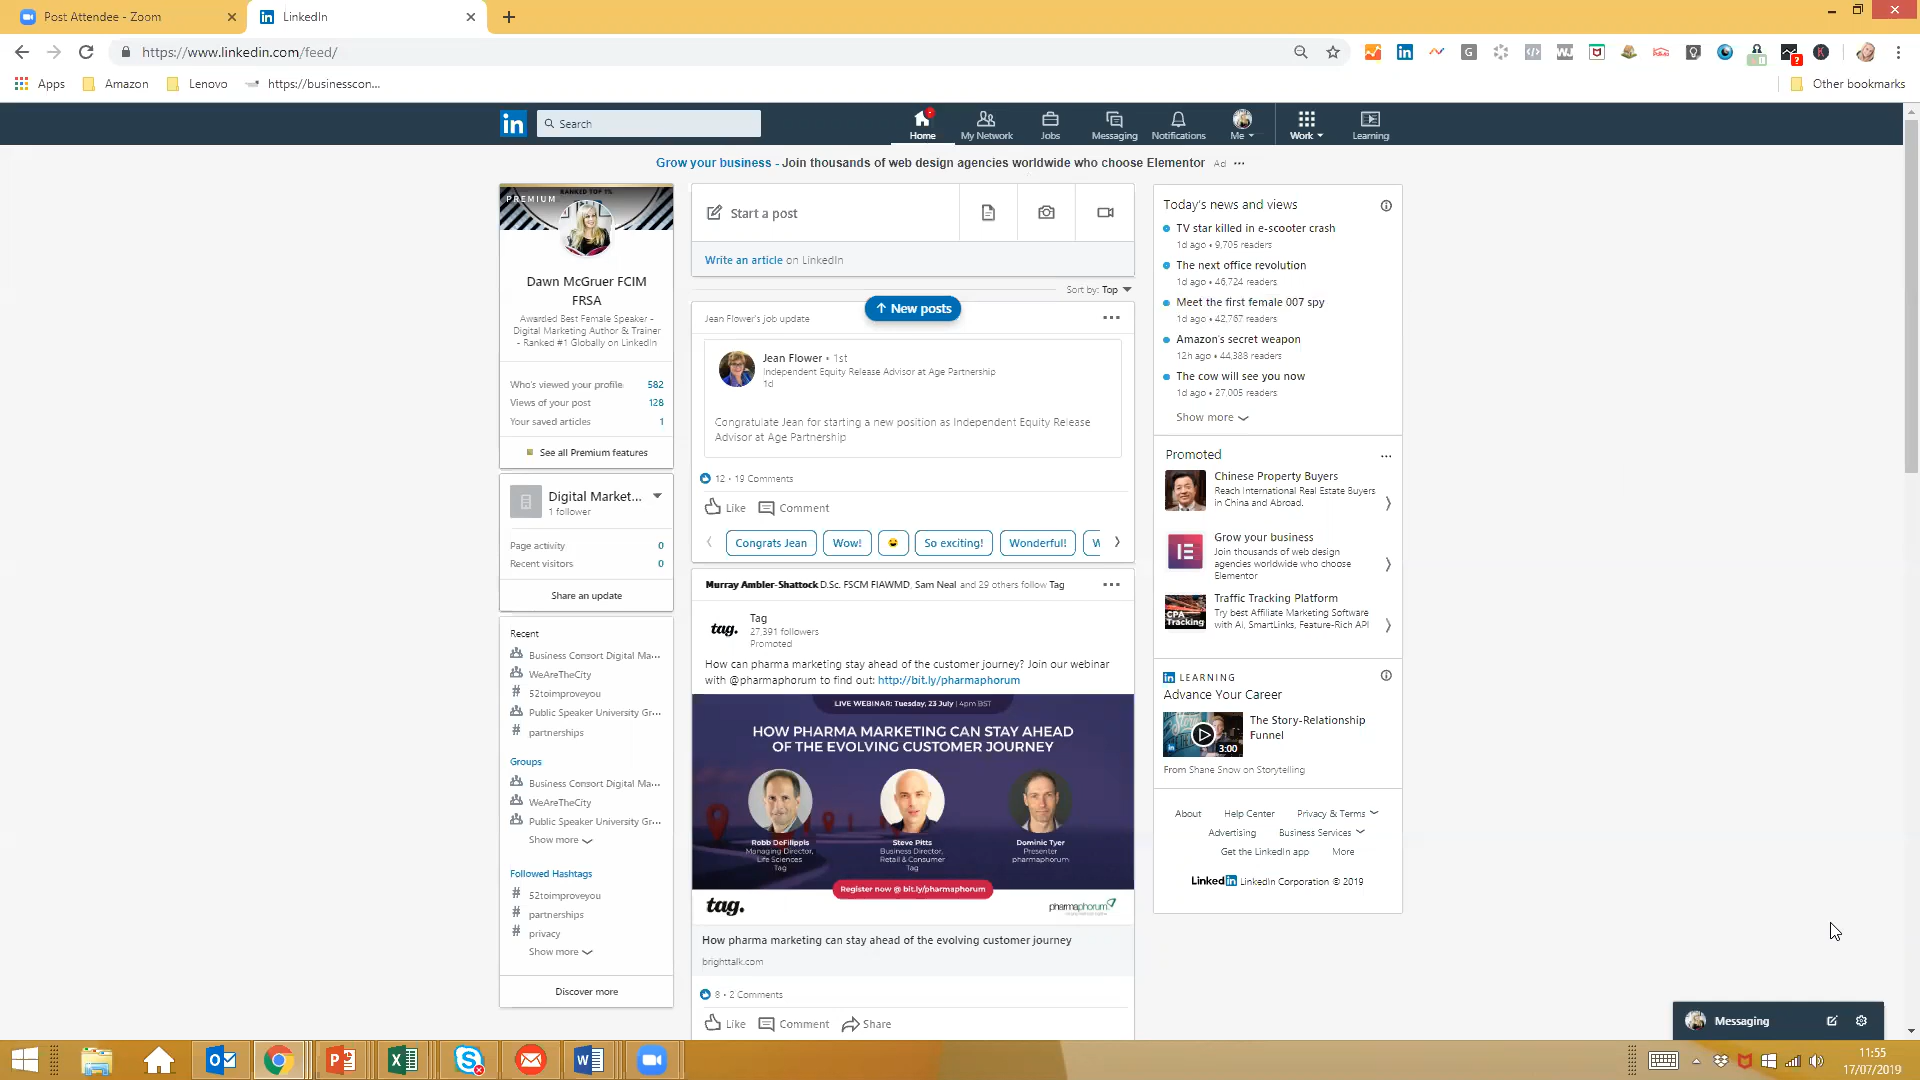 Post Attendee - Zoom
LinkedIn
https://www.linkedin.com/feed/
Apps
Amazon
Lenovo
https://businesscon...
Other bookmarks
in
Search
Home
My Network
Jobs
Messaging
Notifications
Me
Work
Learning
Grow your business - Join thousands of web design agencies worldwide who choose Elementor Ad
RANKED TOP 1%
PREMIUM
Dawn McGruer FCIM
FRSA
Awarded Best Female Speaker -
Digital Marketing Author & Trainer
- Ranked #1 Globally on LinkedIn
Who's viewed your profile 582
Views of your post 128
Your saved articles 1
See all Premium features
Digital Market...
1 follower
Page activity 0
Recent visitors 0
Share an update
Recent
Business Consort Digital Ma...
WeAreTheCity
# 52toimproveyou
Public Speaker University Gr...
# partnerships
Groups
Business Consort Digital Ma...
WeAreTheCity
Public Speaker University Gr...
Show more
Followed Hashtags
# 52toimproveyou
# partnerships
# privacy
Show more
Discover more
Start a post
Write an article on LinkedIn
Sort by: Top
New posts
Jean Flower's job update
Jean Flower • 1st
Independent Equity Release Advisor at Age Partnership
1d
Congratulate Jean for starting a new position as Independent Equity Release
Advisor at Age Partnership
12 • 19 Comments
Like Comment
Congrats Jean
Wow!
So exciting!
Wonderful!
W
Murray Ambler-Shattock D.Sc. FSCM FIAWMD, Sam Neal and 29 others follow Tag
tag.
Tag
27,391 followers
Promoted
How can pharma marketing stay ahead of the customer journey? Join our webinar
with @pharmaphorum to find out: http://bit.ly/pharmaphorum
LIVE WEBINAR: Tuesday, 23 July | 4pm BST
HOW PHARMA MARKETING CAN STAY AHEAD
OF THE EVOLVING CUSTOMER JOURNEY
Robb DeFilippis
Managing Director,
Life Sciences
Tag
Steve Pitts
Business Director,
Retail & Consumer
Tag
Dominic Tyer
Presenter
pharmaphorum
Register now @ bit.ly/pharmaphorum
tag.
pharmaphorum
How pharma marketing can stay ahead of the evolving customer journey
brighttalk.com
8 • 2 Comments
Like Comment Share
Today's news and views
TV star killed in e-scooter crash
1d ago • 9,705 readers
The next office revolution
1d ago • 46,724 readers
Meet the first female 007 spy
1d ago • 42,767 readers
Amazon's secret weapon
12h ago • 44,388 readers
The cow will see you now
1d ago • 27,005 readers
Show more
Promoted
Chinese Property Buyers
Reach International Real Estate Buyers
in China and Abroad.
Grow your business
Join thousands of web design
agencies worldwide who choose
Elementor
CPA
Tracking
Traffic Tracking Platform
Try best Affiliate Marketing Software
with Ai, SmartLinks, Feature-Rich API
in LEARNING
Advance Your Career
3:00
The Story-Relationship
Funnel
From Shane Snow on Storytelling
About
Help Center
Privacy & Terms
Advertising
Business Services
Get the LinkedIn app
More
LinkedIn LinkedIn Corporation © 2019
Messaging
11:55
17/07/2019